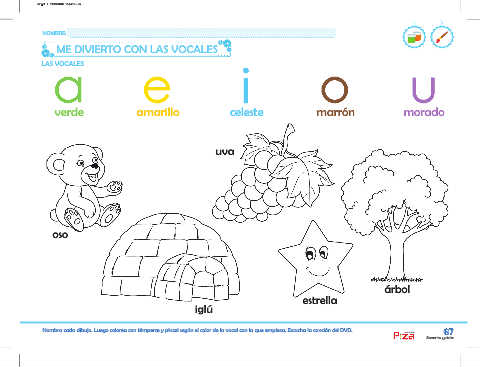 NOMBRE:
ME DIVIERTO CON LAS VOCALES
LAS VOCALES
a e i o u
verde amarillo celeste marrón morado
uva
oso
iglú
estrella
árbol
Nombra cada dibujo. Luego colorea con témperas y pincel según el color de la vocal con la que empieza. Escucha la canción del DVD.
67